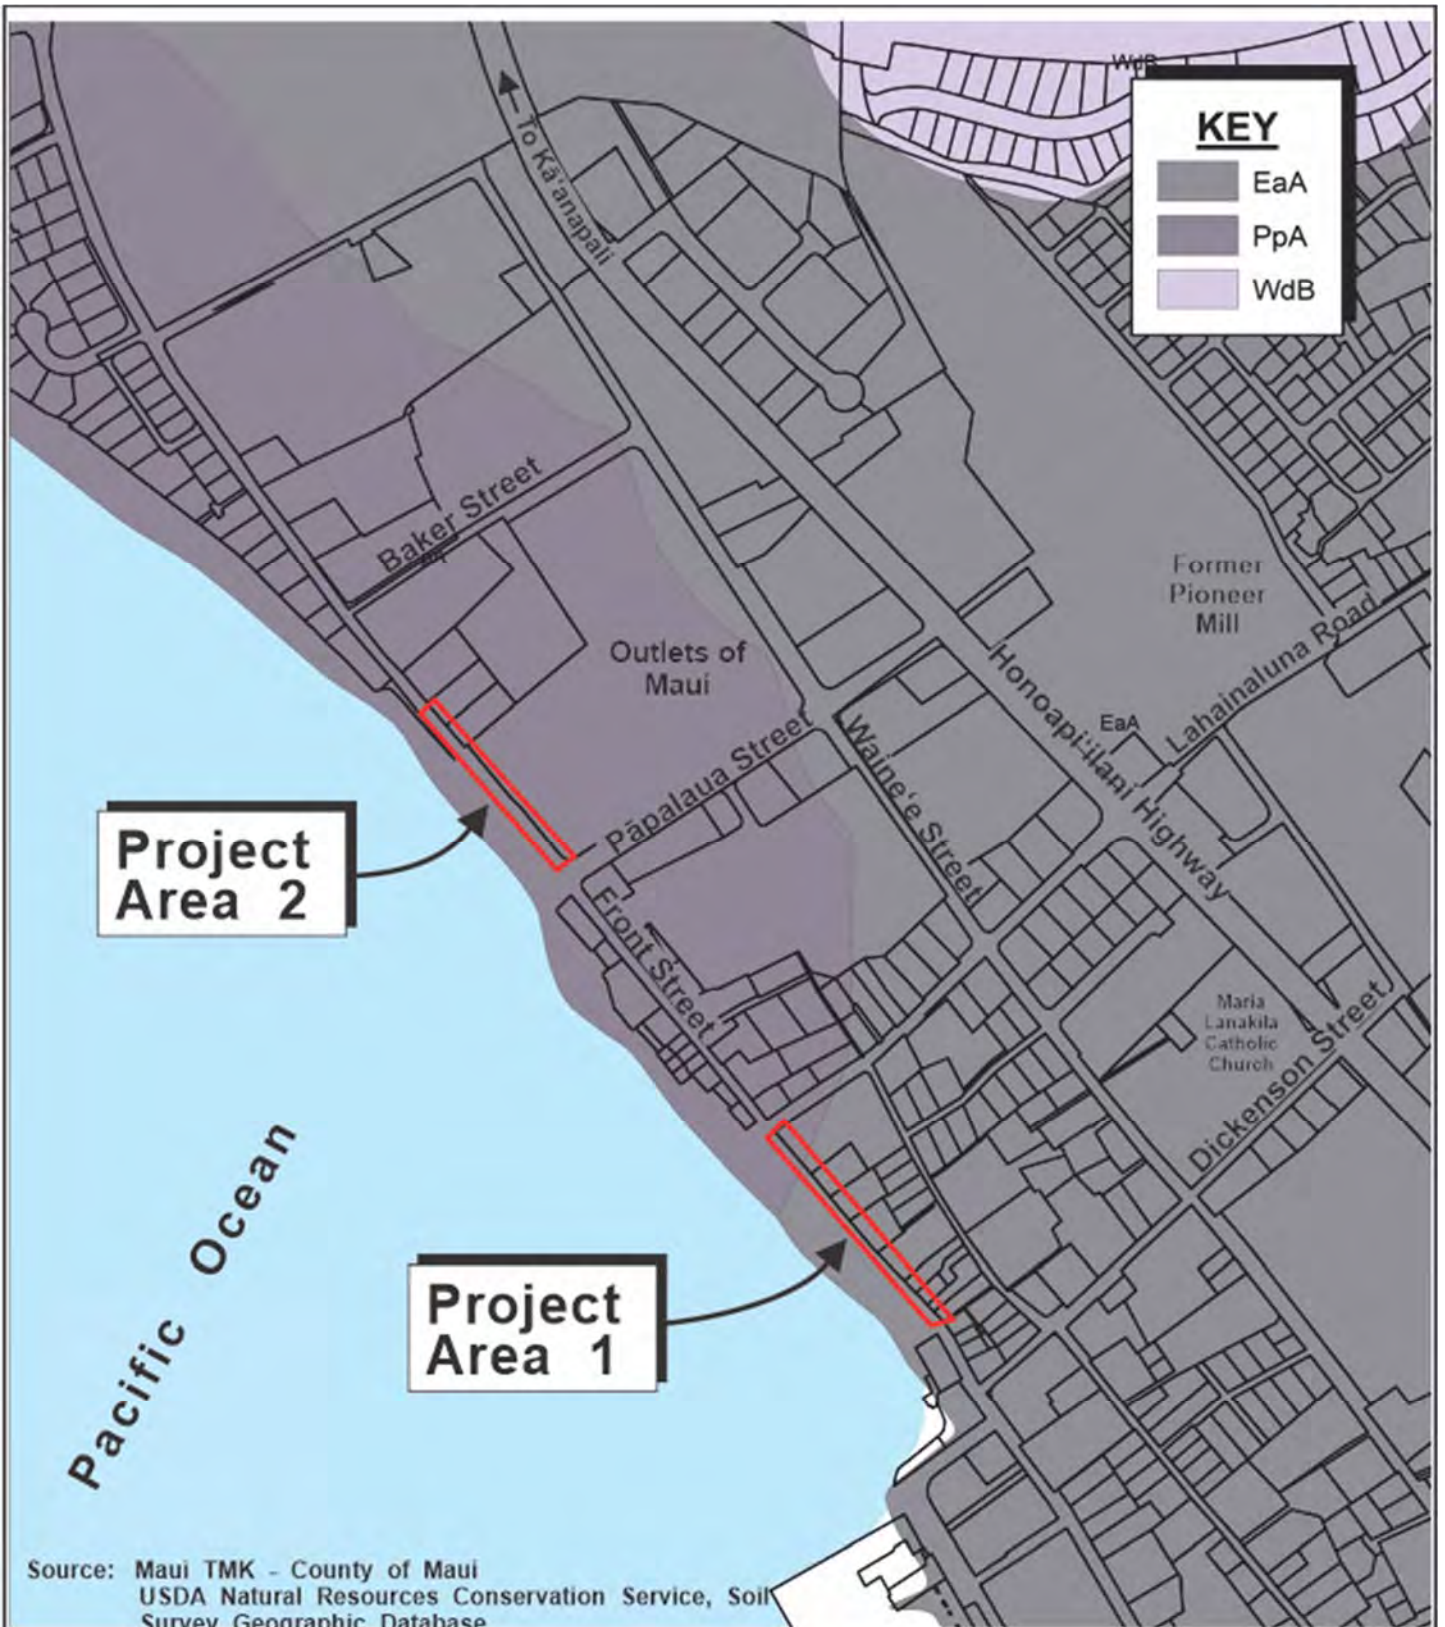 WdB
KEY
EaA
PpA
WdB
To Kā‘anapali
Baker Street
Former
Pioneer
Mill
Outlets of
Maui
Lahainaluna Road
Honoapi‘ilani Highway
EaA
Pāpalaua Street
Waine‘e Street
Project
Area 2
Front Street
Maria
Lanakila
Catholic
Church
Dickenson Street
Pacific Ocean
Project
Area 1
Source: Maui TMK - County of Maui
USDA Natural Resources Conservation Service, Soil
Survey Geographic Database